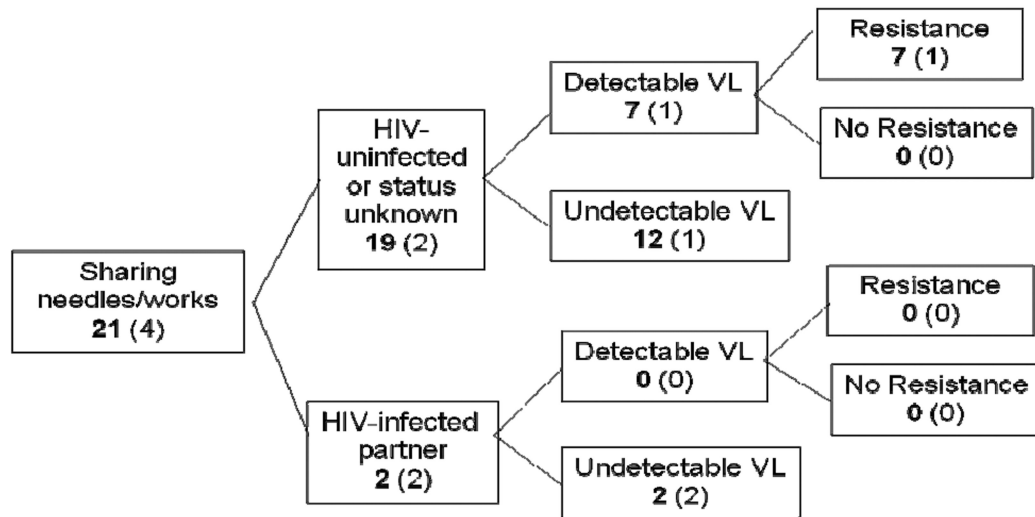 Sharing
needles/works
21 (4)
HIV-
uninfected
or status
unknown
19 (2)
Detectable VL
7 (1)
Resistance
7 (1)
No Resistance
0 (0)
Undetectable VL
12 (1)
HIV-infected
partner
2 (2)
Detectable VL
0 (0)
Resistance
0 (0)
No Resistance
0 (0)
Undetectable VL
2 (2)